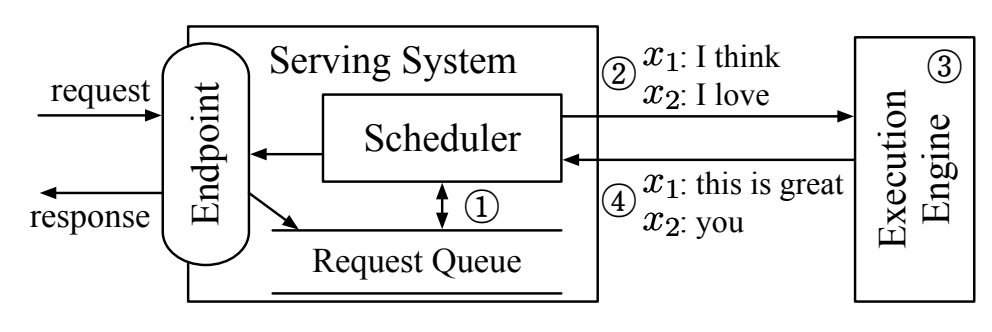 Serving System
request
response
Endpoint
Scheduler
①
Request Queue
② x1: I think
x2: I love
④ x1: this is great
x2: you
③
Execution
Engine